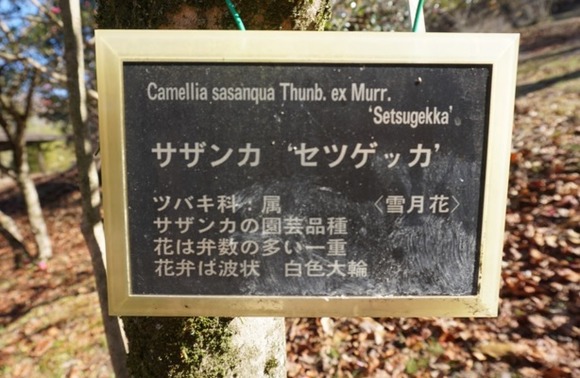 Camellia sasanqua Thunb. ex Murr.
'Setsugekka'
サザンカ 'セツゲッカ'
ツバキ科・属 〈雪月花〉
サザンカの園芸品種
花は弁数の多い一重
花弁は波状 白色大輪